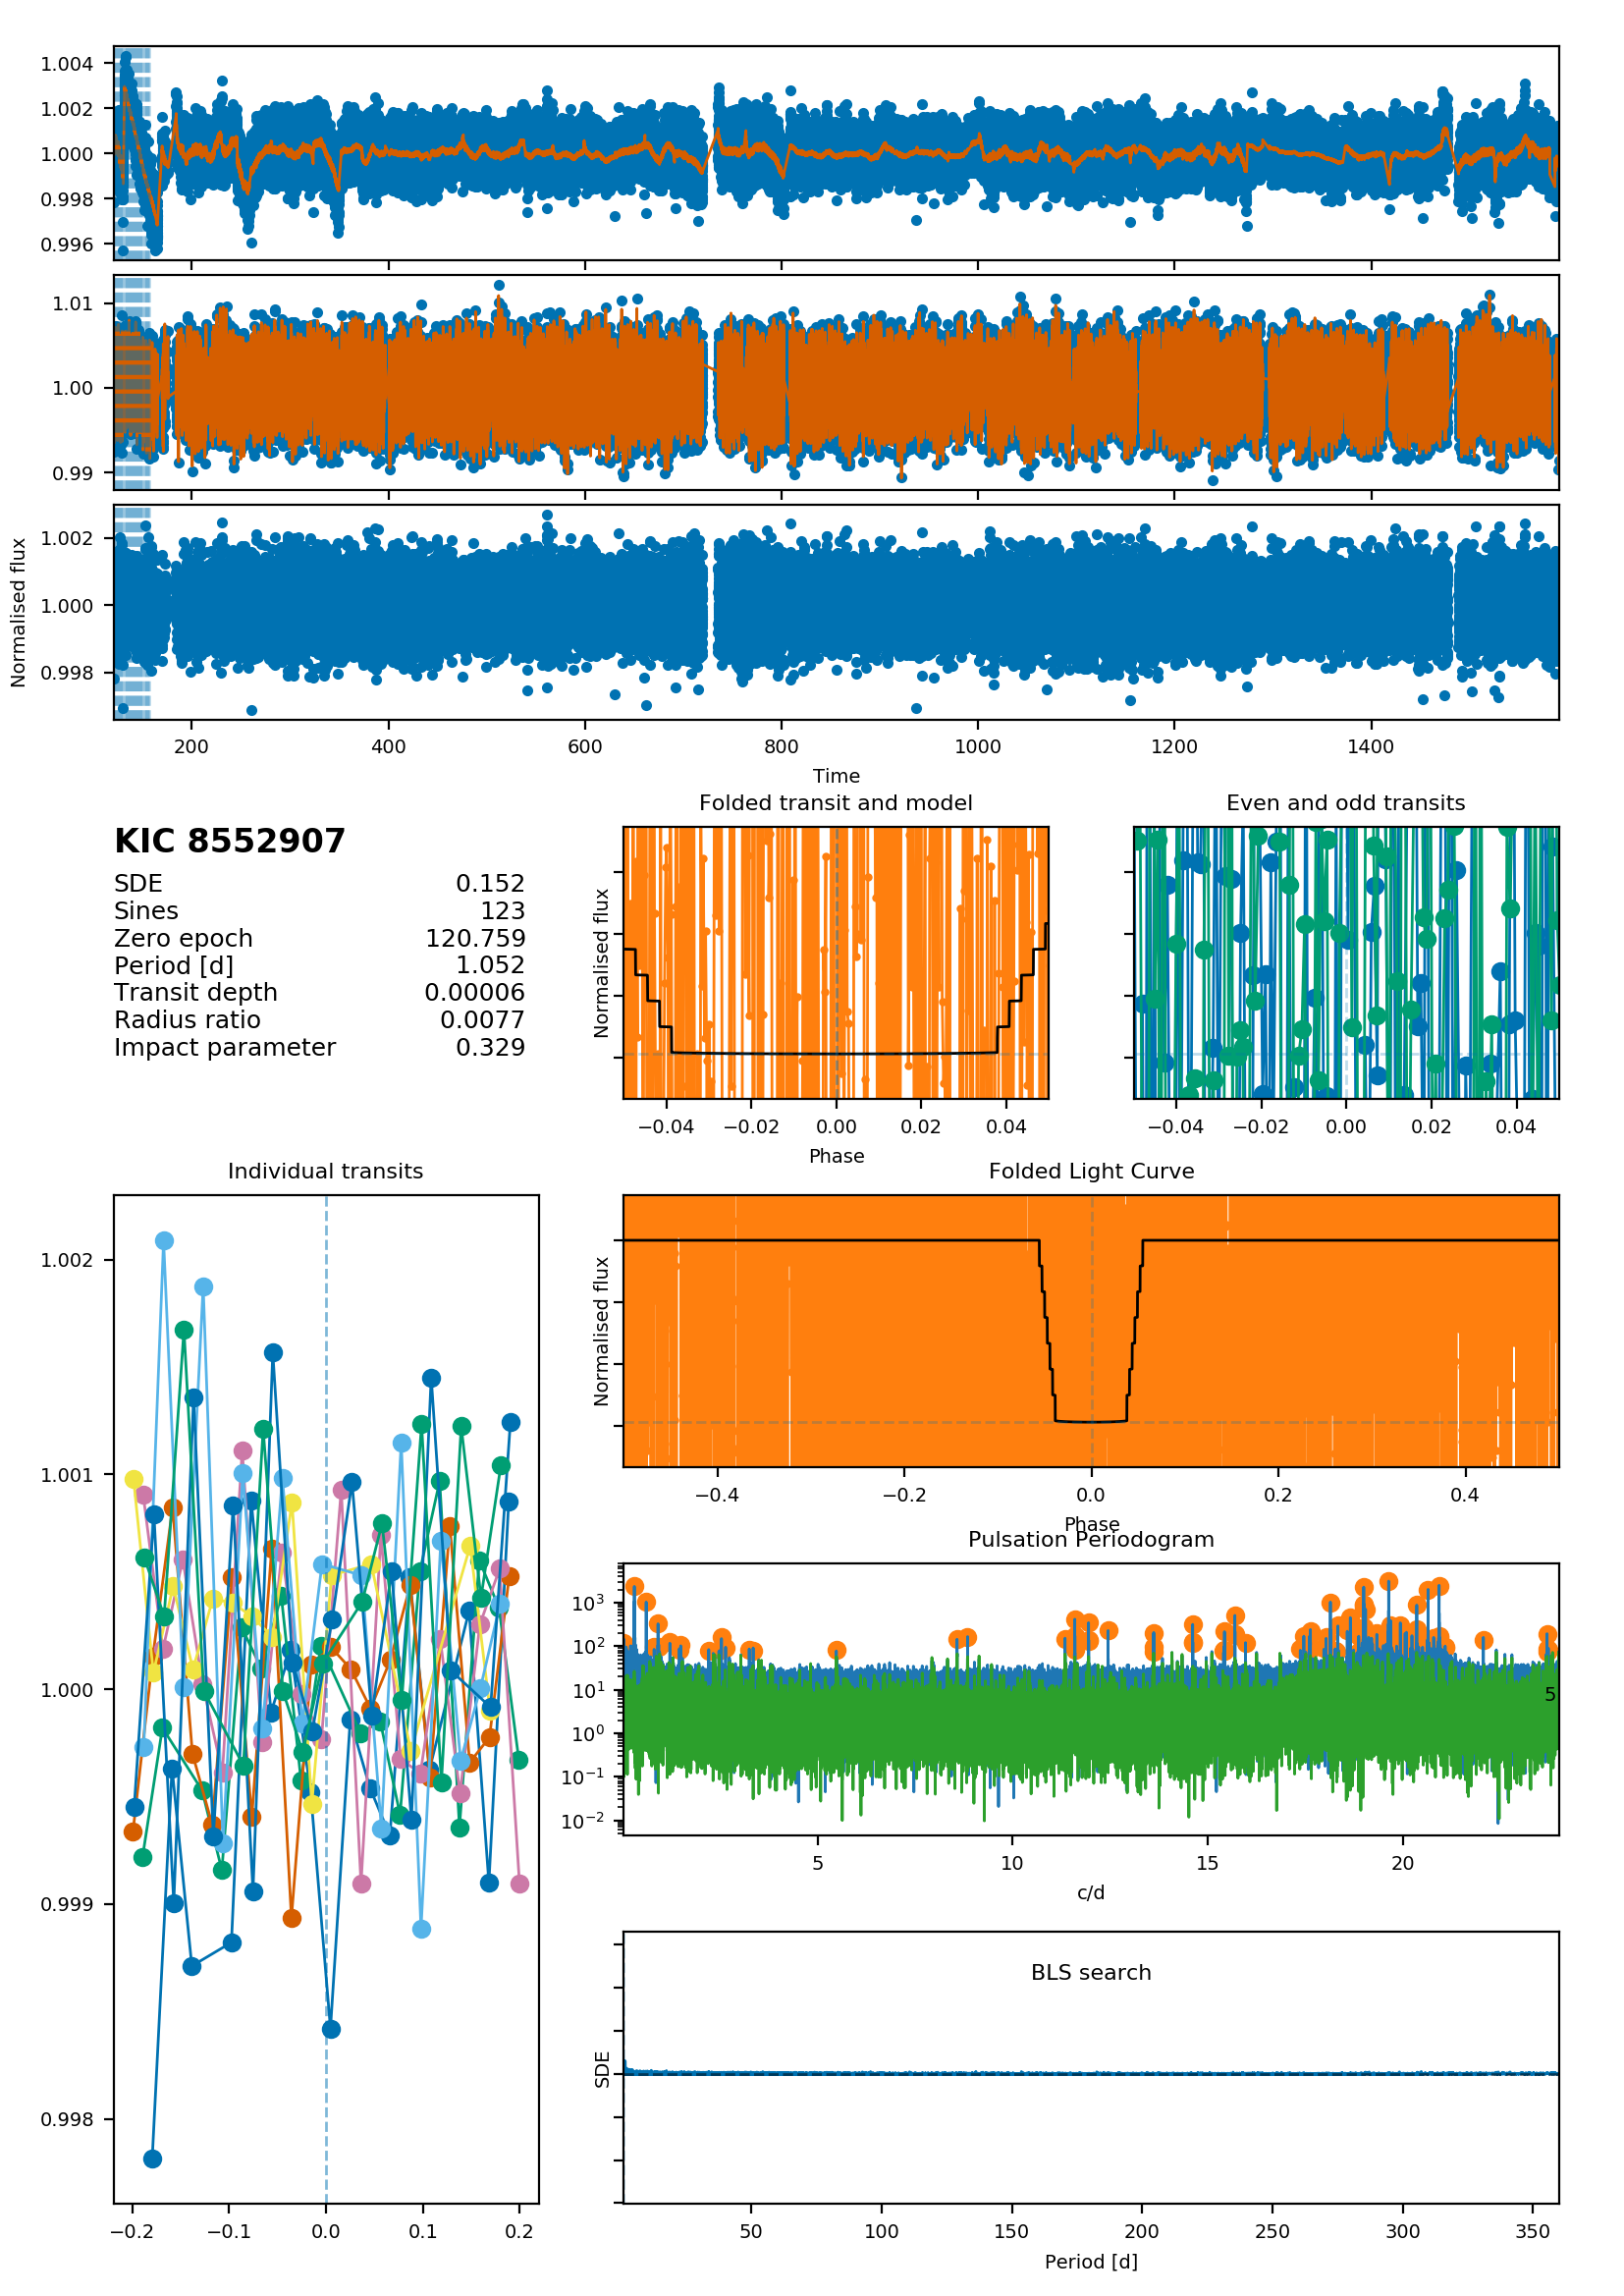 1.004
1.002
1.000
0.998
0.996
1.01
1.00
0.99
Normalised flux
1.002
1.000
0.998
200 400 600 800 1000 1200 1400
Time
KIC 8552907
SDE 0.152
Sines 123
Zero epoch 120.759
Period [d] 1.052
Transit depth 0.00006
Radius ratio 0.0077
Impact parameter 0.329
Folded transit and model
Normalised flux
−0.04 −0.02 0.00 0.02 0.04
Phase
Even and odd transits
−0.04 −0.02 0.00 0.02 0.04
Individual transits
1.002
1.001
1.000
0.999
0.998
−0.2 −0.1 0.0 0.1 0.2
Folded Light Curve
Normalised flux
−0.4 −0.2 0.0 0.2 0.4
Phase
Pulsation Periodogram
10³
10²
10¹
10⁰
10⁻¹
10⁻²
5
5 10 15 20
c/d
BLS search
SDE
50 100 150 200 250 300 350
Period [d]